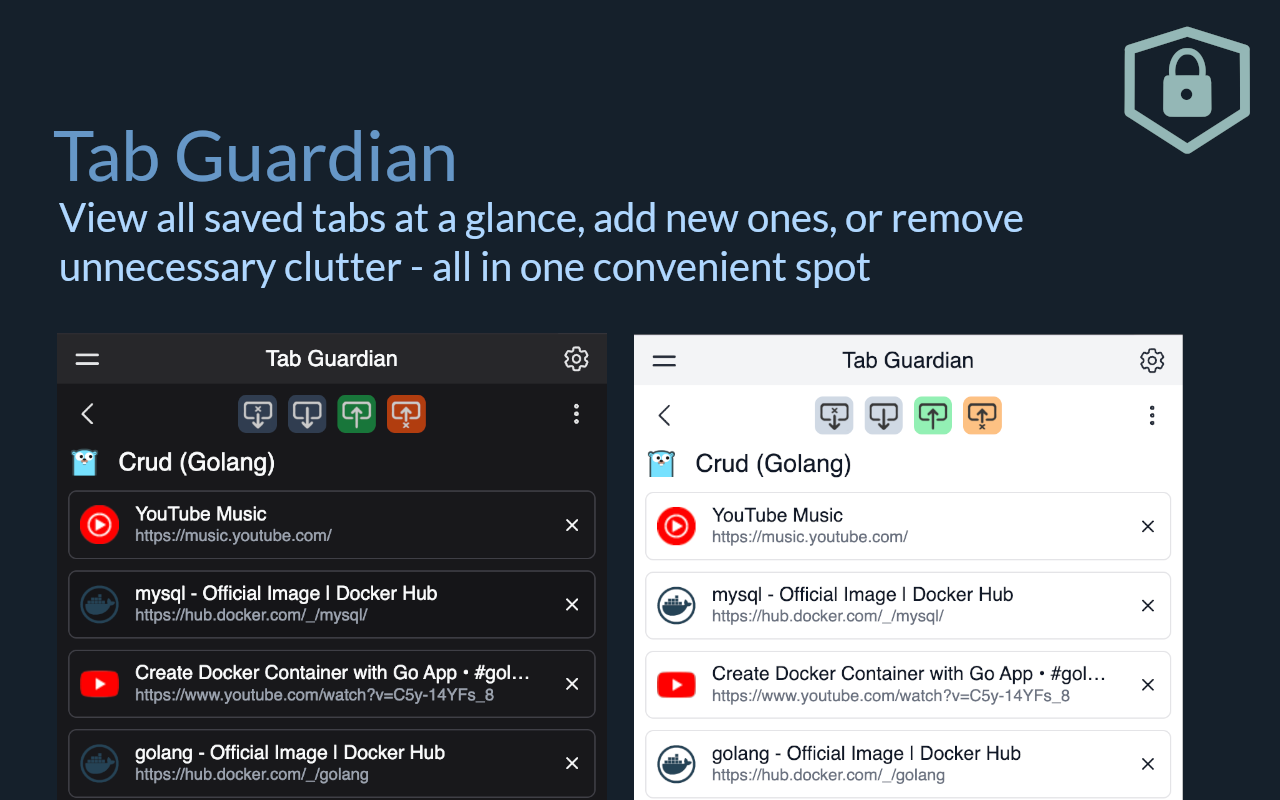 Tab Guardian
View all saved tabs at a glance, add new ones, or remove
unnecessary clutter - all in one convenient spot
Tab Guardian
Crud (Golang)
YouTube Music
https://music.youtube.com/
mysql - Official Image | Docker Hub
https://hub.docker.com/_/mysql/
Create Docker Container with Go App • #gol...
https://www.youtube.com/watch?v=C5y-14YFs_8
golang - Official Image | Docker Hub
https://hub.docker.com/_/golang
Tab Guardian
Crud (Golang)
YouTube Music
https://music.youtube.com/
mysql - Official Image | Docker Hub
https://hub.docker.com/_/mysql/
Create Docker Container with Go App • #gol...
https://www.youtube.com/watch?v=C5y-14YFs_8
golang - Official Image | Docker Hub
https://hub.docker.com/_/golang